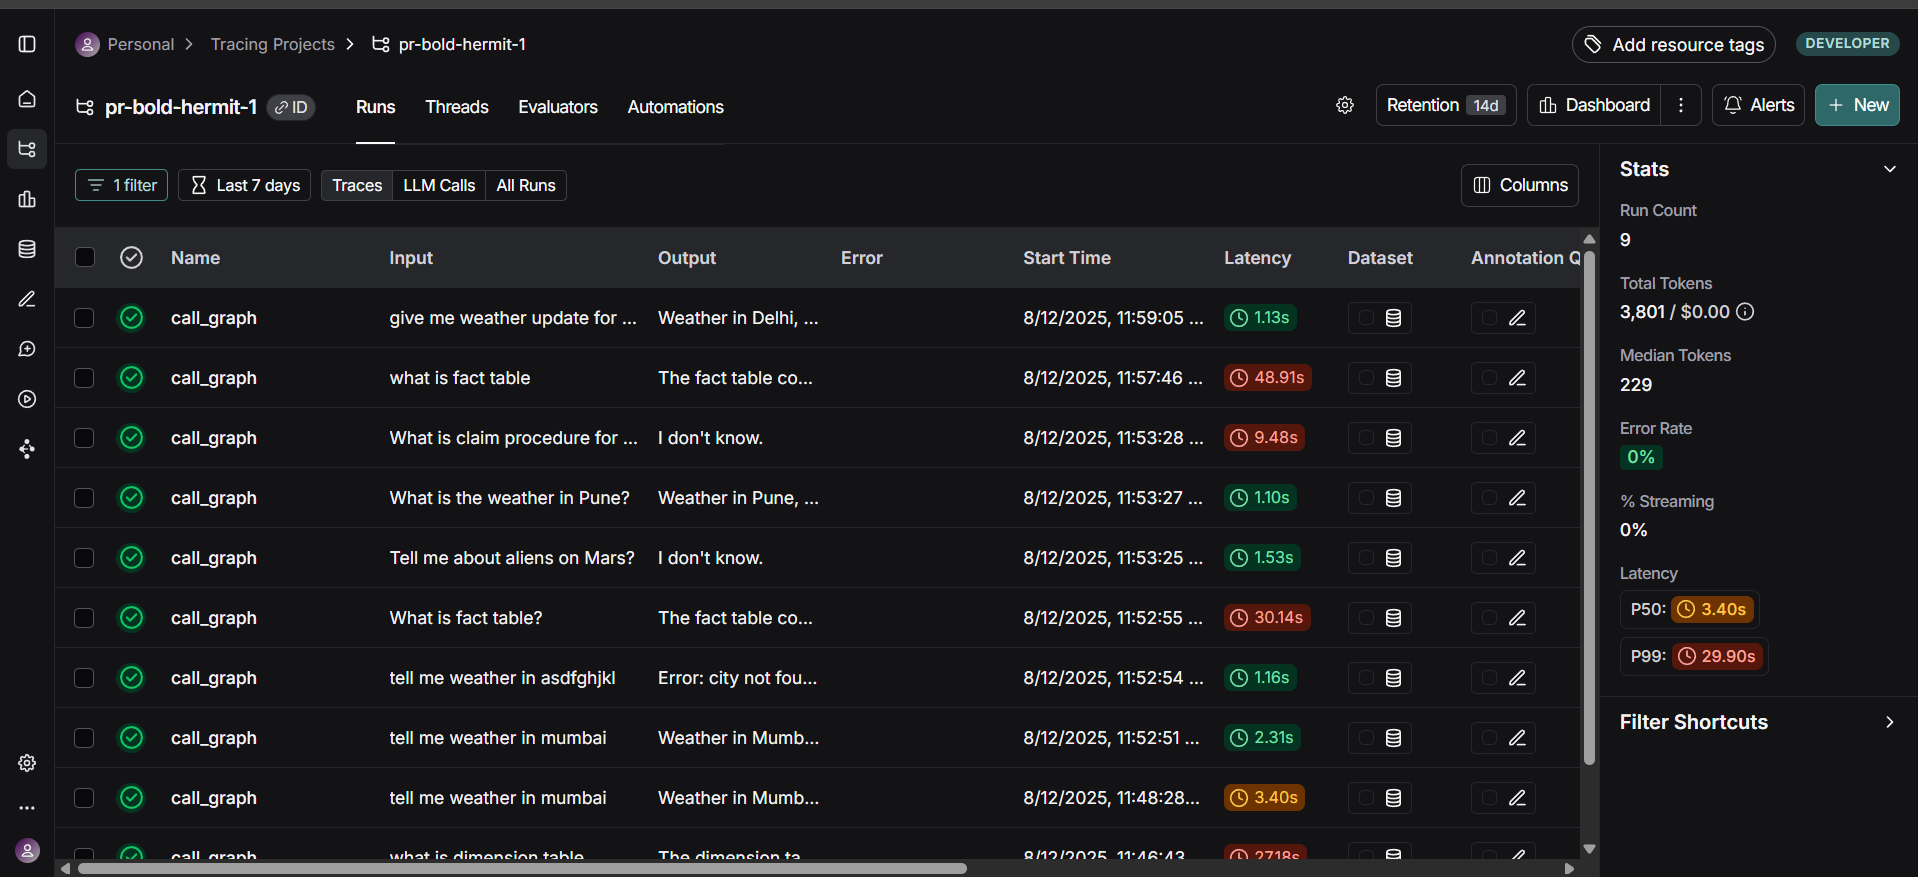 Personal > Tracing Projects > pr-bold-hermit-1
Add resource tags DEVELOPER
pr-bold-hermit-1 ID Runs Threads Evaluators Automations
Retention 14d Dashboard Alerts + New
1 filter Last 7 days Traces LLM Calls All Runs Columns
Name Input Output Error Start Time Latency Dataset Annotation Q
call_graph give me weather update for ... Weather in Delhi, ... 8/12/2025, 11:59:05 ... 1.13s
call_graph what is fact table The fact table co... 8/12/2025, 11:57:46 ... 48.91s
call_graph What is claim procedure for ... I don't know. 8/12/2025, 11:53:28 ... 9.48s
call_graph What is the weather in Pune? Weather in Pune, ... 8/12/2025, 11:53:27 ... 1.10s
call_graph Tell me about aliens on Mars? I don't know. 8/12/2025, 11:53:25 ... 1.53s
call_graph What is fact table? The fact table co... 8/12/2025, 11:52:55 ... 30.14s
call_graph tell me weather in asdfghjkl Error: city not fou... 8/12/2025, 11:52:54 ... 1.16s
call_graph tell me weather in mumbai Weather in Mumb... 8/12/2025, 11:52:51 ... 2.31s
call_graph tell me weather in mumbai Weather in Mumb... 8/12/2025, 11:48:28... 3.40s
call_graph what is dimension table The dimension ta 8/12/2025, 11:46:43 27.18s
Stats
Run Count
9
Total Tokens
3,801 / $0.00
Median Tokens
229
Error Rate
0%
% Streaming
0%
Latency
P50: 3.40s
P99: 29.90s
Filter Shortcuts